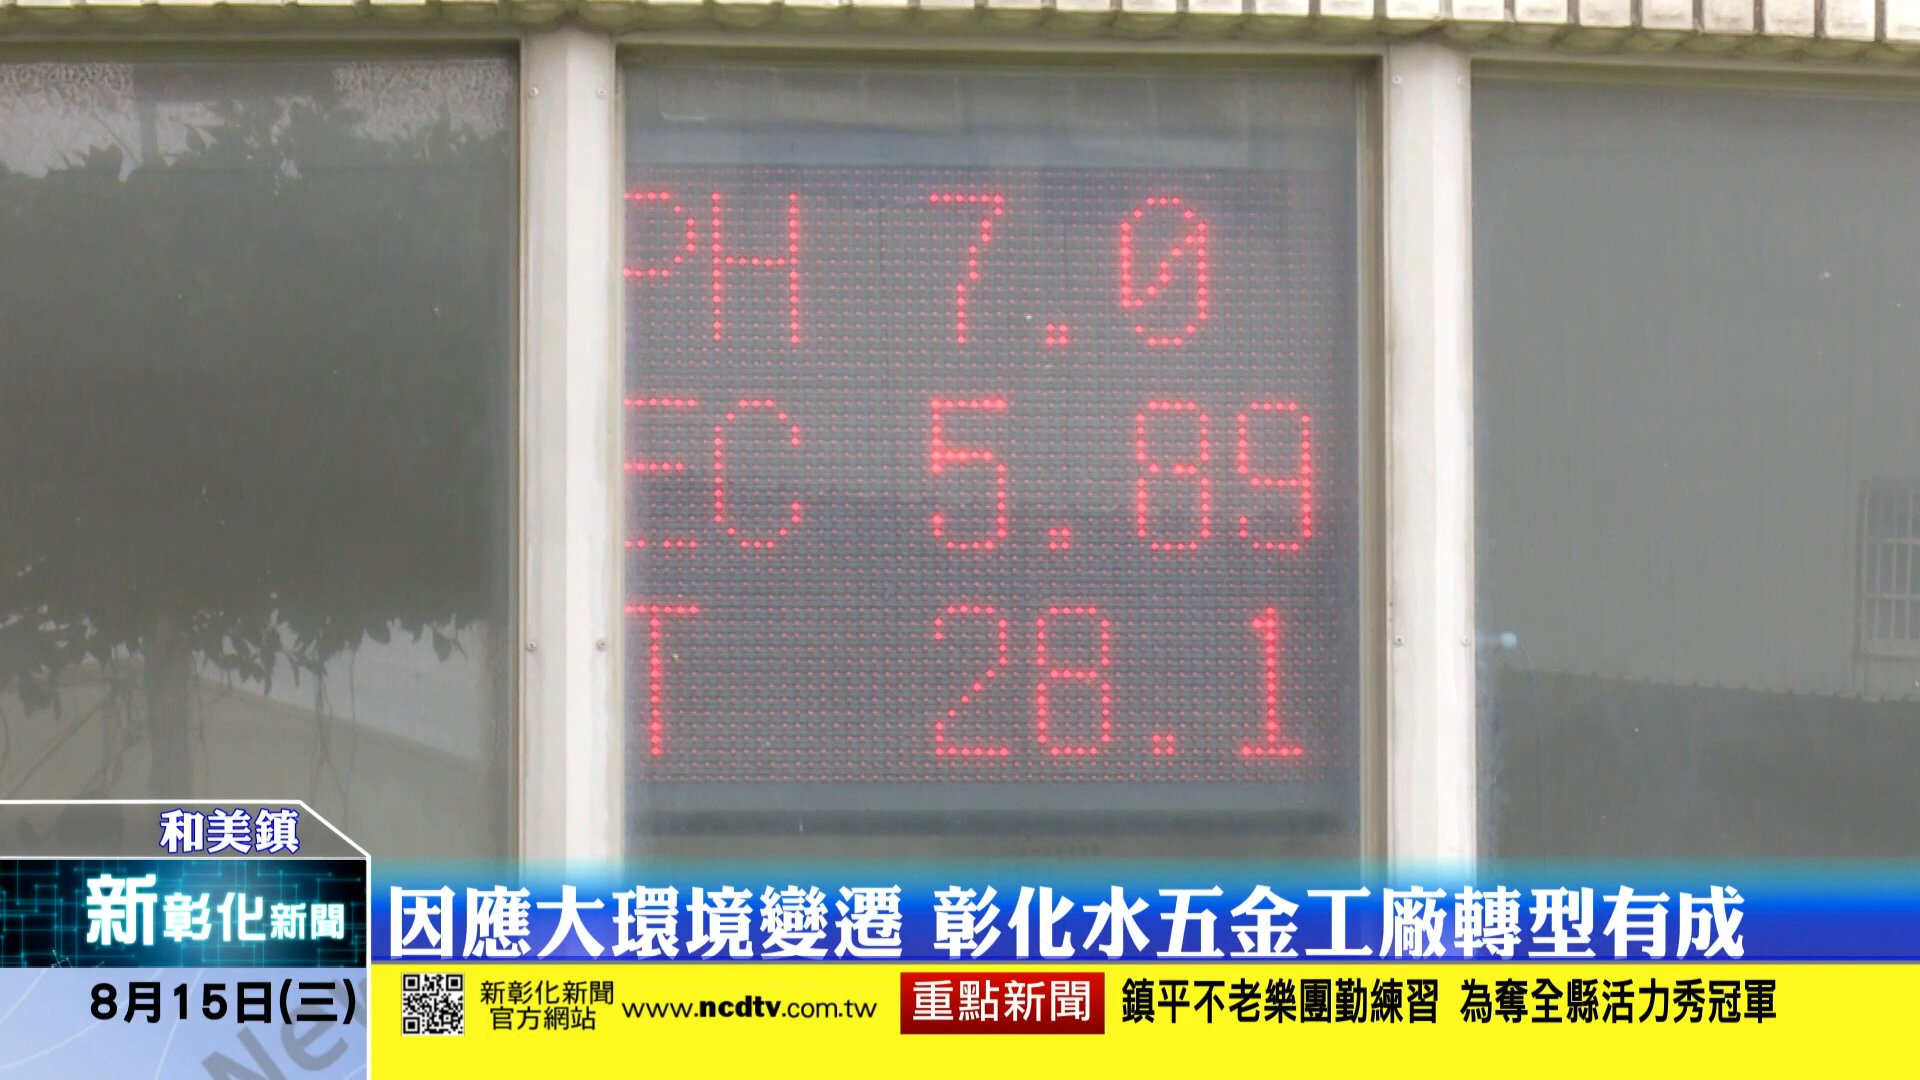 PH 7.0
EC 5.89
T 28.1
和美鎮
新彰化新聞
因應大環境變遷 彰化水五金工廠轉型有成
8月15日(三)
新彰化新聞
官方網站
www.ncdtv.com.tw
重點新聞
鎮平不老樂團勤練習 為奪全縣活力秀冠軍